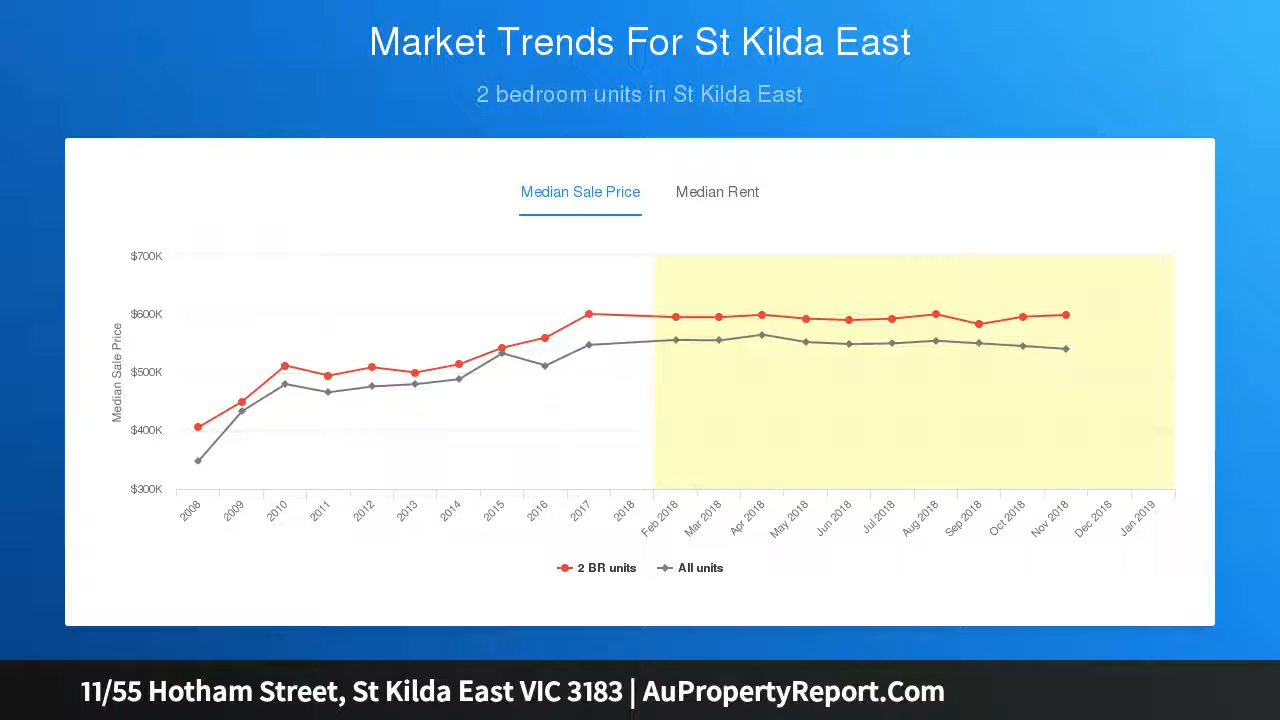 Market Trends For St Kilda East
2 bedroom units in St Kilda East
Median Sale Price Median Rent
Median Sale Price
$700K
$600K
$500K
$400K
$300K
2008 2009 2010 2011 2012 2013 2014 2015 2016 2017 2018 Feb 2018 Mar 2018 Apr 2018 May 2018 Jun 2018 Jul 2018 Aug 2018 Sep 2018 Oct 2018 Nov 2018 Dec 2018 Jan 2019
2 BR units All units
11/55 Hotham Street, St Kilda East VIC 3183 | AuPropertyReport.Com